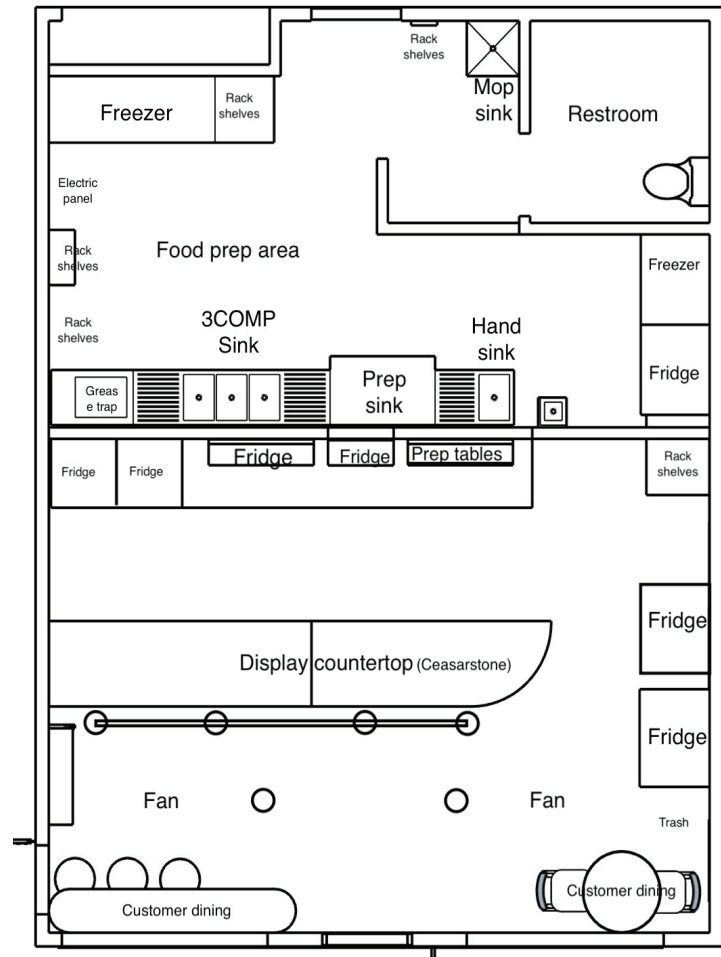 Rack
shelves
Freezer
Rack
shelves
Mop
sink
Restroom
Electric
panel
Rack
shelves
Food prep area
Freezer
Rack
shelves
3COMP
Sink
Hand
sink
Fridge
Greas
e trap
Prep
sink
Fridge
Fridge
Fridge
Fridge
Prep tables
Rack
shelves
Fridge
Display countertop (Ceasarstone)
Fridge
Fan
Fan
Trash
Customer dining
Customer dining